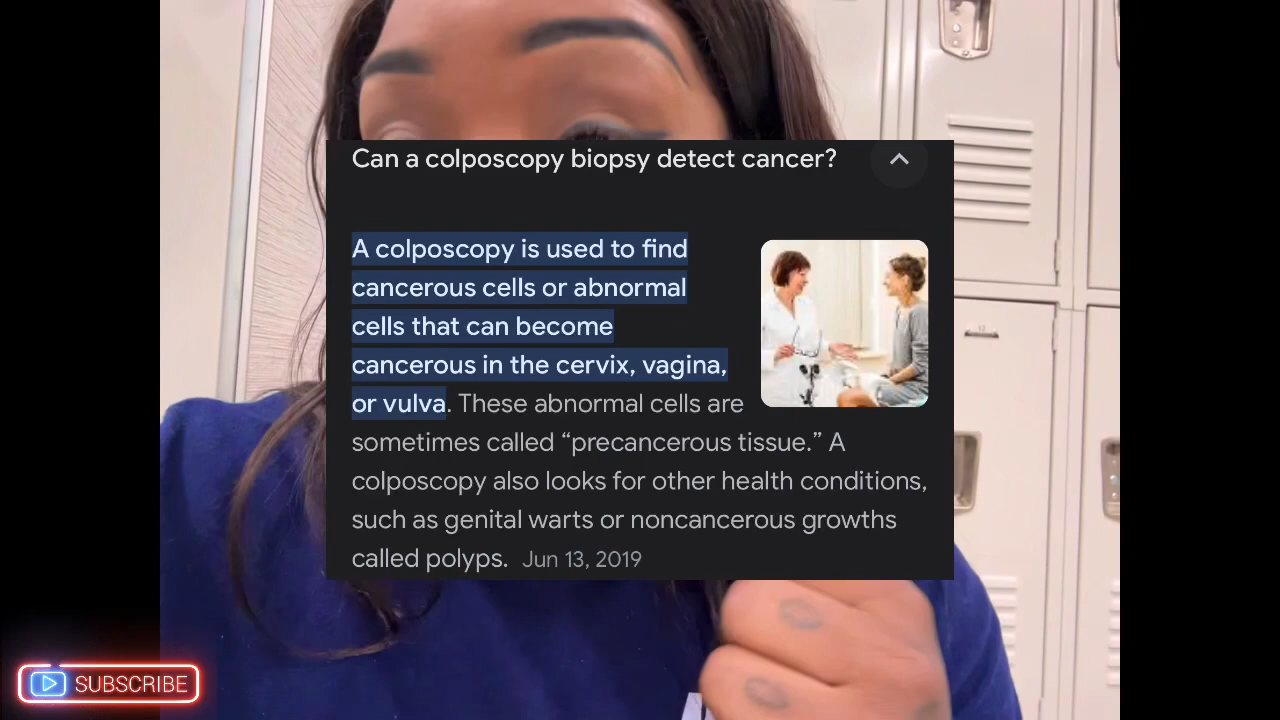 Can a colposcopy biopsy detect cancer?
A colposcopy is used to find
cancerous cells or abnormal
cells that can become
cancerous in the cervix, vagina,
or vulva. These abnormal cells are
sometimes called “precancerous tissue.” A
colposcopy also looks for other health conditions,
such as genital warts or noncancerous growths
called polyps. Jun 13, 2019
SUBSCRIBE